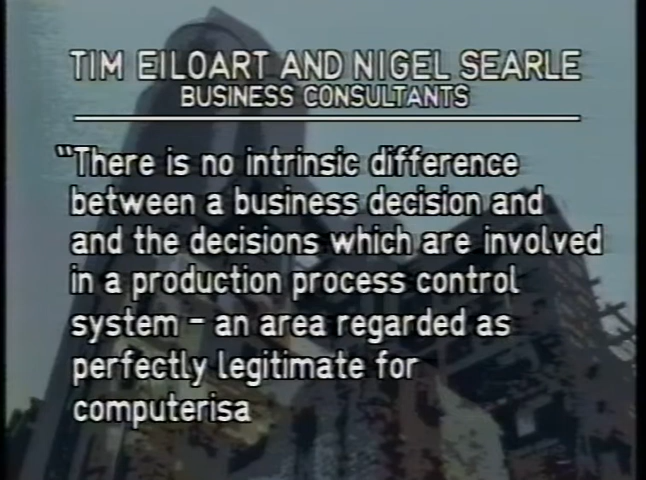 TIM EILOART AND NIGEL SEARLE
BUSINESS CONSULTANTS
“There is no intrinsic difference
between a business decision and
and the decisions which are involved
in a production process control
system - an area regarded as
perfectly legitimate for
computerisa